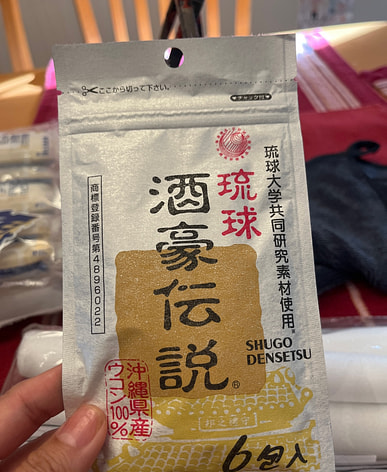 ここから切って下さい。
チャック付
琉球大学共同研究素材使用。
琉球
酒豪伝説®
商標登録番号第4896022
SHUGO
DENSETSU
沖縄県産
ウコン100%
6包入